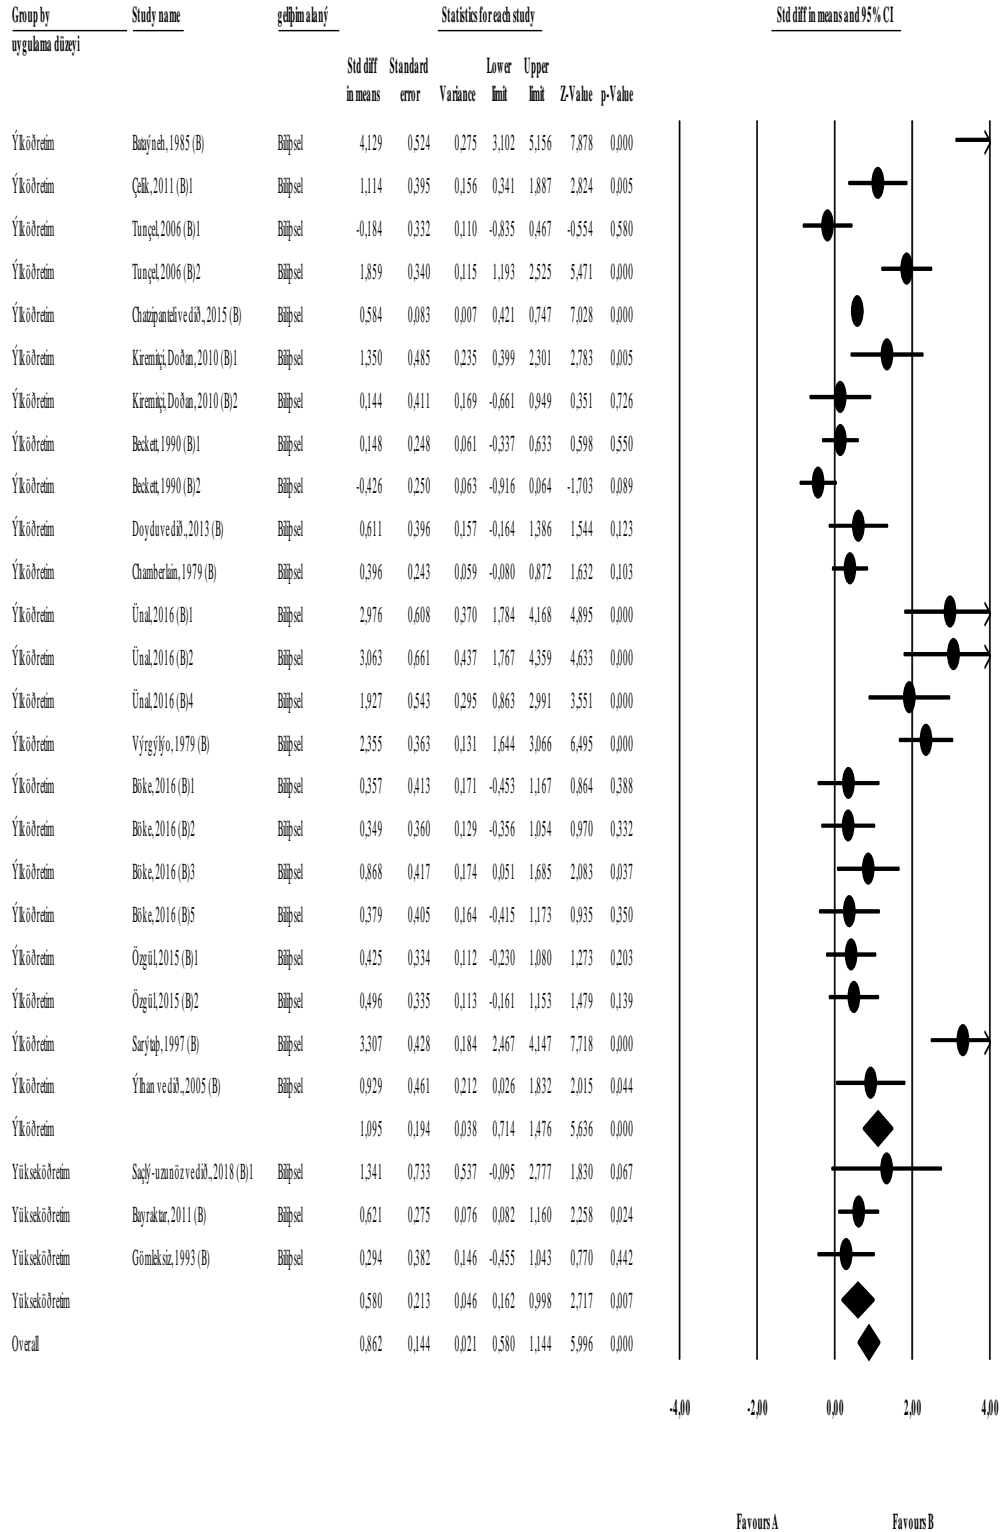 Group by Study name gelibim alaný Statistics for each study Std diff in means and 95% CI
uygulama düzeyi
Std diff Standard Lower Upper
in means error Variance limit limit Z-Value p-Value
Ýlköðretim Bataýneh, 1985 (B) Biliþsel 4,129 0,524 0,275 3,102 5,156 7,878 0,000
Ýlköðretim Çelik, 2011 (B)1 Biliþsel 1,114 0,395 0,156 0,341 1,887 2,824 0,005
Ýlköðretim Tunçel, 2006 (B)1 Biliþsel -0,184 0,332 0,110 -0,835 0,467 -0,554 0,580
Ýlköðretim Tunçel, 2006 (B)2 Biliþsel 1,859 0,340 0,115 1,193 2,525 5,471 0,000
Ýlköðretim Chatzipanteli ve dið., 2015 (B) Biliþsel 0,584 0,083 0,007 0,421 0,747 7,028 0,000
Ýlköðretim Kiremitçi, Doðan, 2010 (B)1 Biliþsel 1,350 0,485 0,235 0,399 2,301 2,783 0,005
Ýlköðretim Kiremitçi, Doðan, 2010 (B)2 Biliþsel 0,144 0,411 0,169 -0,661 0,949 0,351 0,726
Ýlköðretim Beckett, 1990 (B)1 Biliþsel 0,148 0,248 0,061 -0,337 0,633 0,598 0,550
Ýlköðretim Beckett, 1990 (B)2 Biliþsel -0,426 0,250 0,063 -0,916 0,064 -1,703 0,089
Ýlköðretim Doydu ve dið., 2013 (B) Biliþsel 0,611 0,396 0,157 -0,164 1,386 1,544 0,123
Ýlköðretim Chamberlain, 1979 (B) Biliþsel 0,396 0,243 0,059 -0,080 0,872 1,632 0,103
Ýlköðretim Ünal, 2016 (B)1 Biliþsel 2,976 0,608 0,370 1,784 4,168 4,895 0,000
Ýlköðretim Ünal, 2016 (B)2 Biliþsel 3,063 0,661 0,437 1,767 4,359 4,633 0,000
Ýlköðretim Ünal, 2016 (B)4 Biliþsel 1,927 0,543 0,295 0,863 2,991 3,551 0,000
Ýlköðretim Výrgýlýo, 1979 (B) Biliþsel 2,355 0,363 0,131 1,644 3,066 6,495 0,000
Ýlköðretim Böke, 2016 (B)1 Biliþsel 0,357 0,413 0,171 -0,453 1,167 0,864 0,388
Ýlköðretim Böke, 2016 (B)2 Biliþsel 0,349 0,360 0,129 -0,356 1,054 0,970 0,332
Ýlköðretim Böke, 2016 (B)3 Biliþsel 0,868 0,417 0,174 0,051 1,685 2,083 0,037
Ýlköðretim Böke, 2016 (B)5 Biliþsel 0,379 0,405 0,164 -0,415 1,173 0,935 0,350
Ýlköðretim Özgül, 2015 (B)1 Biliþsel 0,425 0,334 0,112 -0,230 1,080 1,273 0,203
Ýlköðretim Özgül, 2015 (B)2 Biliþsel 0,496 0,335 0,113 -0,161 1,153 1,479 0,139
Ýlköðretim Sarýtaþ, 1997 (B) Biliþsel 3,307 0,428 0,184 2,467 4,147 7,718 0,000
Ýlköðretim Ýlhan ve dið., 2005 (B) Biliþsel 0,929 0,461 0,212 0,026 1,832 2,015 0,044
Ýlköðretim 1,095 0,194 0,038 0,714 1,476 5,636 0,000
Yükseköðretim Saçlý-uzunöz ve dið., 2018 (B)1 Biliþsel 1,341 0,733 0,537 -0,095 2,777 1,830 0,067
Yükseköðretim Bayraktar, 2011 (B) Biliþsel 0,621 0,275 0,076 0,082 1,160 2,258 0,024
Yükseköðretim Gömleksiz, 1993 (B) Biliþsel 0,294 0,382 0,146 -0,455 1,043 0,770 0,442
Yükseköðretim 0,580 0,213 0,046 0,162 0,998 2,717 0,007
Overall 0,862 0,144 0,021 0,580 1,144 5,996 0,000
-4,00 -2,00 0,00 2,00 4,00
Favours A Favours B